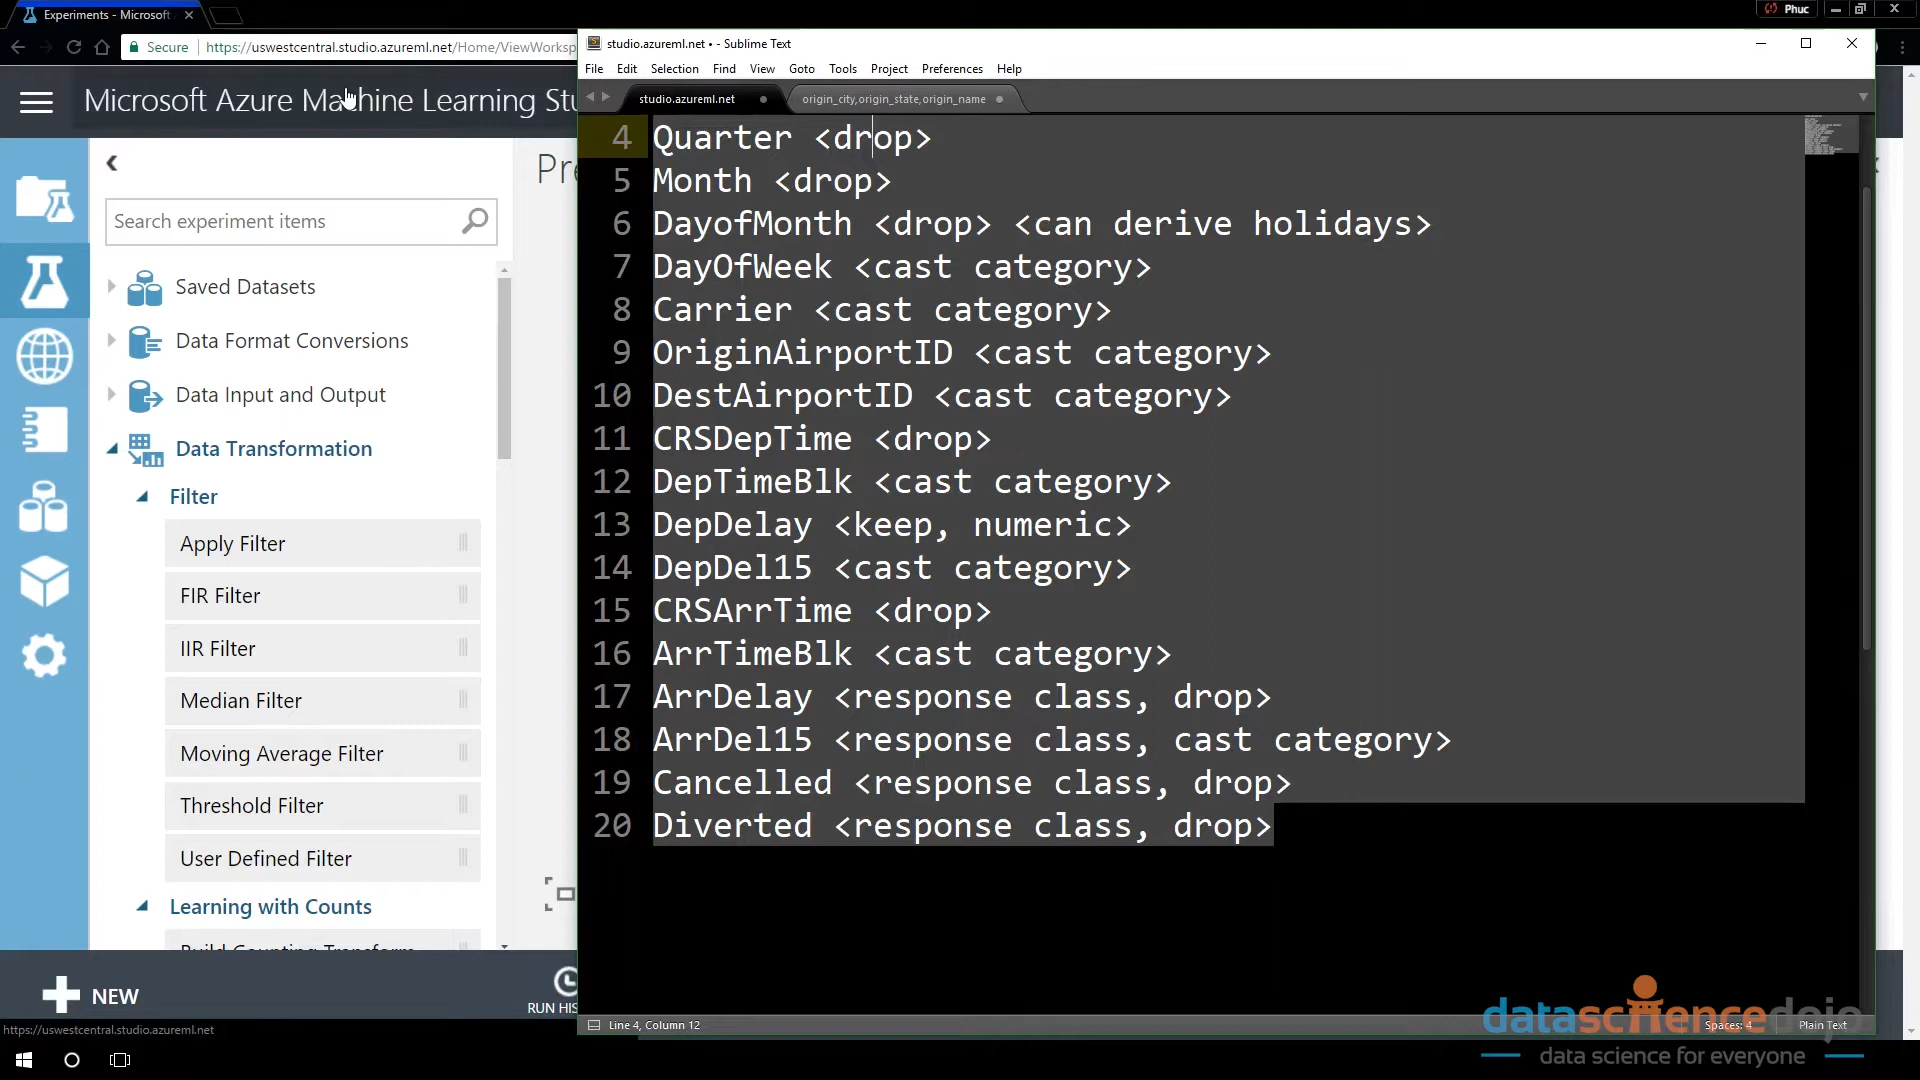 Experiments - Microsoft
Phuc
Secure
https://uswestcentral.studio.azureml.net/Home/ViewWorksp
studio.azureml.net • - Sublime Text
File Edit Selection Find View Goto Tools Project Preferences Help
Microsoft Azure Machine Learning Stu
studio.azureml.net
origin_city,origin_state,origin_name
Pre
Search experiment items
Saved Datasets
Data Format Conversions
Data Input and Output
Data Transformation
Filter
Apply Filter
FIR Filter
IIR Filter
Median Filter
Moving Average Filter
Threshold Filter
User Defined Filter
Learning with Counts
Build Counting Transform
4 Quarter <drop>
5 Month <drop>
6 DayofMonth <drop> <can derive holidays>
7 DayOfWeek <cast category>
8 Carrier <cast category>
9 OriginAirportID <cast category>
10 DestAirportID <cast category>
11 CRSDepTime <drop>
12 DepTimeBlk <cast category>
13 DepDelay <keep, numeric>
14 DepDel15 <cast category>
15 CRSArrTime <drop>
16 ArrTimeBlk <cast category>
17 ArrDelay <response class, drop>
18 ArrDel15 <response class, cast category>
19 Cancelled <response class, drop>
20 Diverted <response class, drop>
NEW
RUN HIS
https://uswestcentral.studio.azureml.net
Line 4, Column 12
Spaces: 4
Plain Text
datasciencedojo
data science for everyone